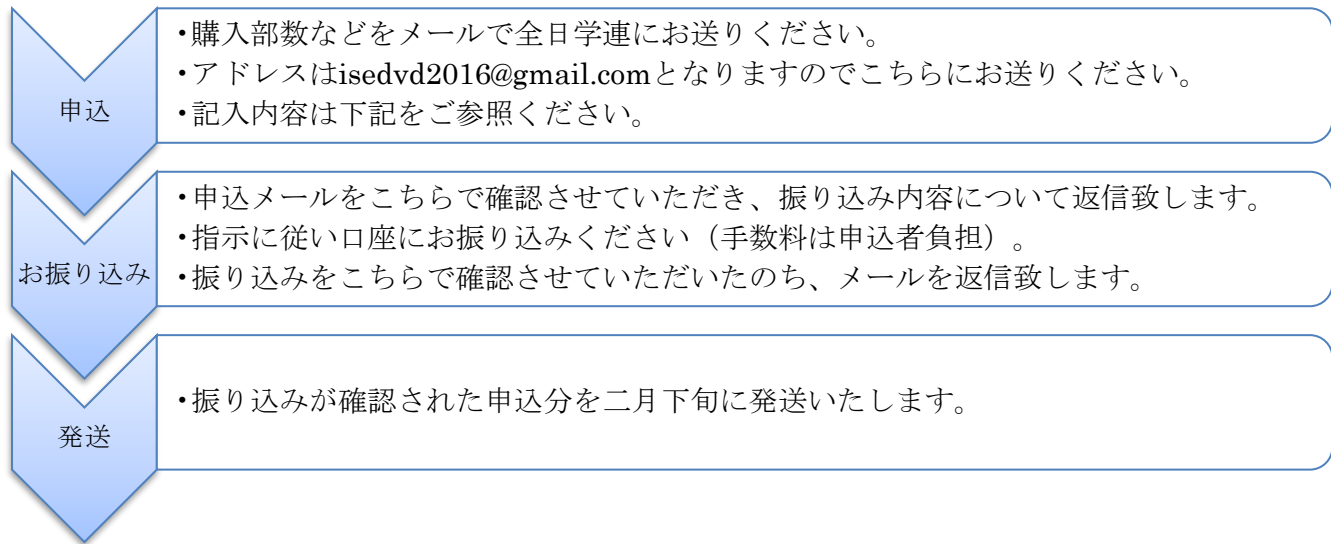 申込
・購入部数などをメールで全日学連にお送りください。
・アドレスはisedvd2016@gmail.comとなりますのでこちらにお送りください。
・記入内容は下記をご参照ください。
お振り込み
・申込メールをこちらで確認させていただき、振り込み内容について返信致します。
・指示に従い口座にお振り込みください（手数料は申込者負担）。
・振り込みをこちらで確認させていただいたのち、メールを返信致します。
発送
・振り込みが確認された申込分を二月下旬に発送いたします。